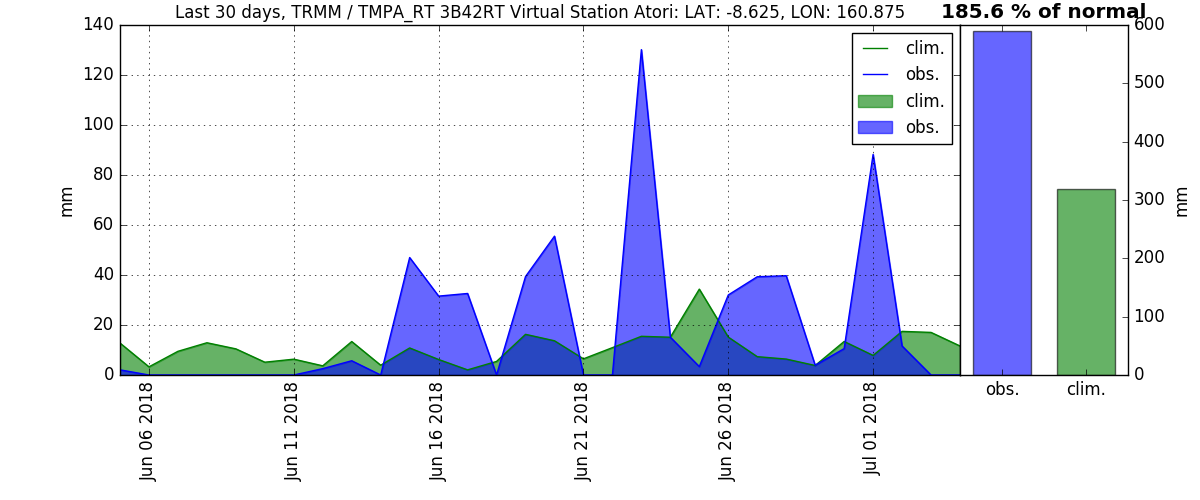 Last 30 days, TRMM / TMPA_RT 3B42RT Virtual Station Atori: LAT: -8.625, LON: 160.875
185.6 % of normal
140
120
100
80
60
40
20
0
mm
clim.
obs.
clim.
obs.
Jun 06 2018
Jun 11 2018
Jun 16 2018
Jun 21 2018
Jun 26 2018
Jul 01 2018
600
500
400
300
200
100
0
mm
obs.
clim.